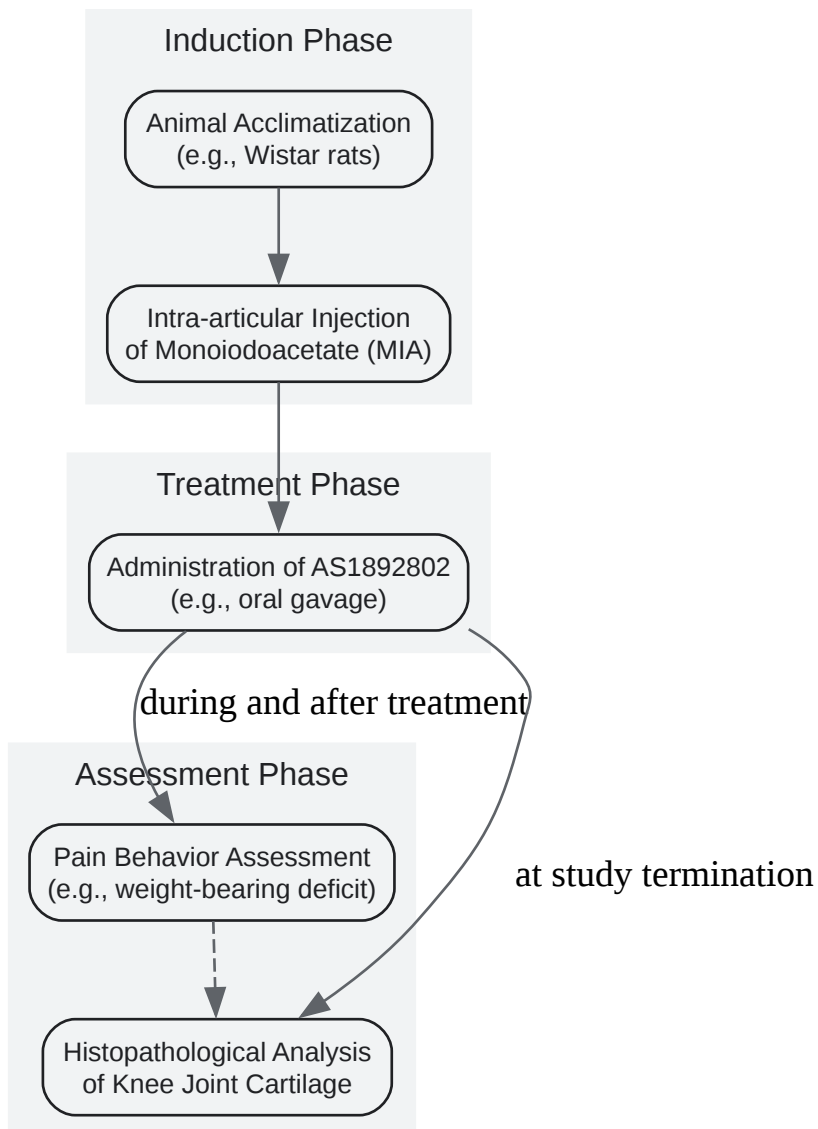 Induction Phase
Animal Acclimatization
(e.g., Wistar rats)
Intra-articular Injection
of Monoiodoacetate (MIA)
Treatment Phase
Administration of AS1892802
(e.g., oral gavage)
during and after treatment
Assessment Phase
Pain Behavior Assessment
(e.g., weight-bearing deficit)
at study termination
Histopathological Analysis
of Knee Joint Cartilage